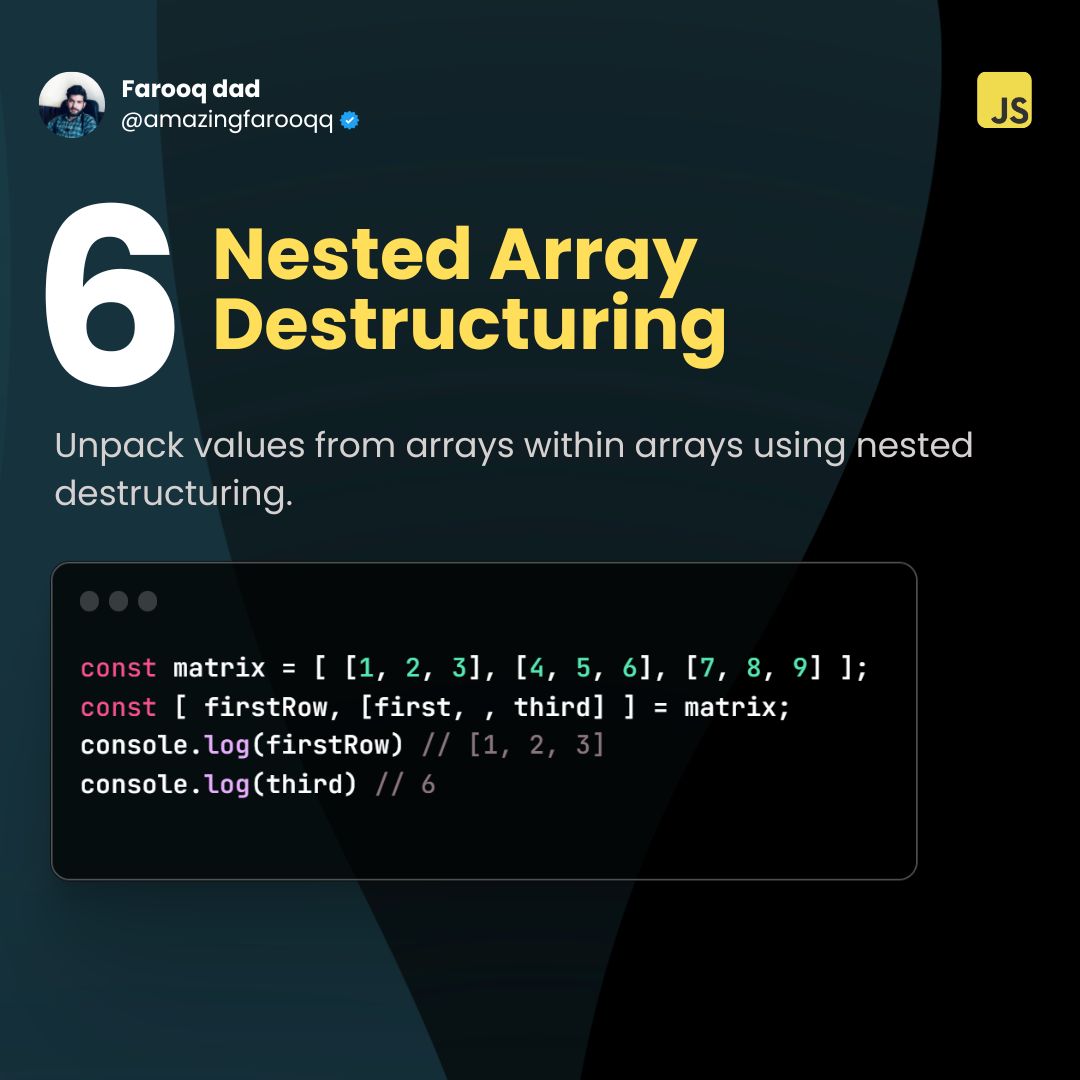 Farooq dad
@amazingfarooqq
JS
6
Nested Array
Destructuring
Unpack values from arrays within arrays using nested
destructuring.
const matrix = [ [1, 2, 3], [4, 5, 6], [7, 8, 9] ];
const [ firstRow, [first, , third] ] = matrix;
console.log(firstRow) // [1, 2, 3]
console.log(third) // 6